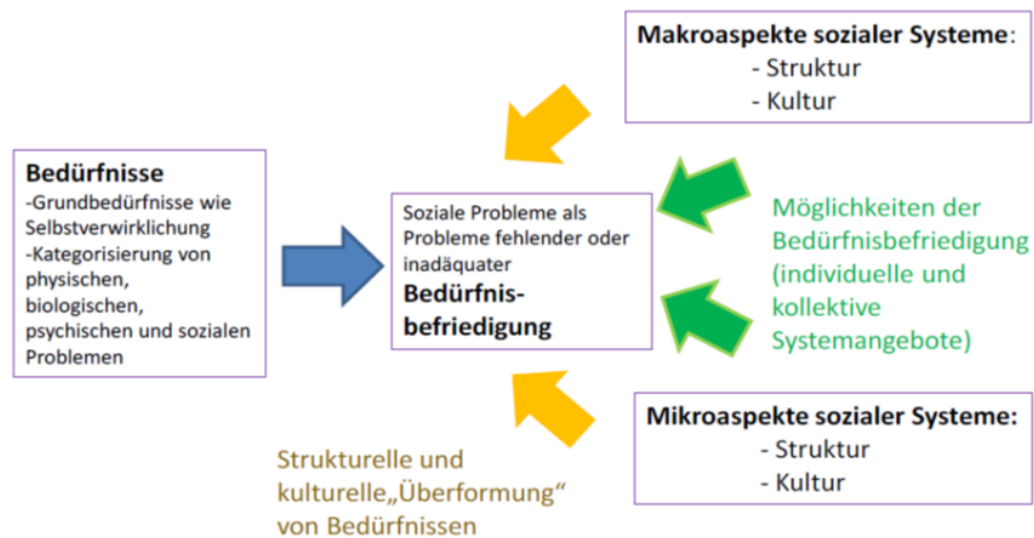 Makroaspekte sozialer Systeme:
- Struktur
- Kultur
Bedürfnisse
-Grundbedürfnisse wie
Selbstverwirklichung
-Kategorisierung von
physischen,
biologischen,
psychischen und sozialen
Problemen
Soziale Probleme als
Probleme fehlender oder
inadäquater
Bedürfnis-
befriedigung
Möglichkeiten der
Bedürfnisbefriedigung
(individuelle und
kollektive
Systemangebote)
Mikroaspekte sozialer Systeme:
- Struktur
- Kultur
Strukturelle und
kulturelle„Überformung“
von Bedürfnissen